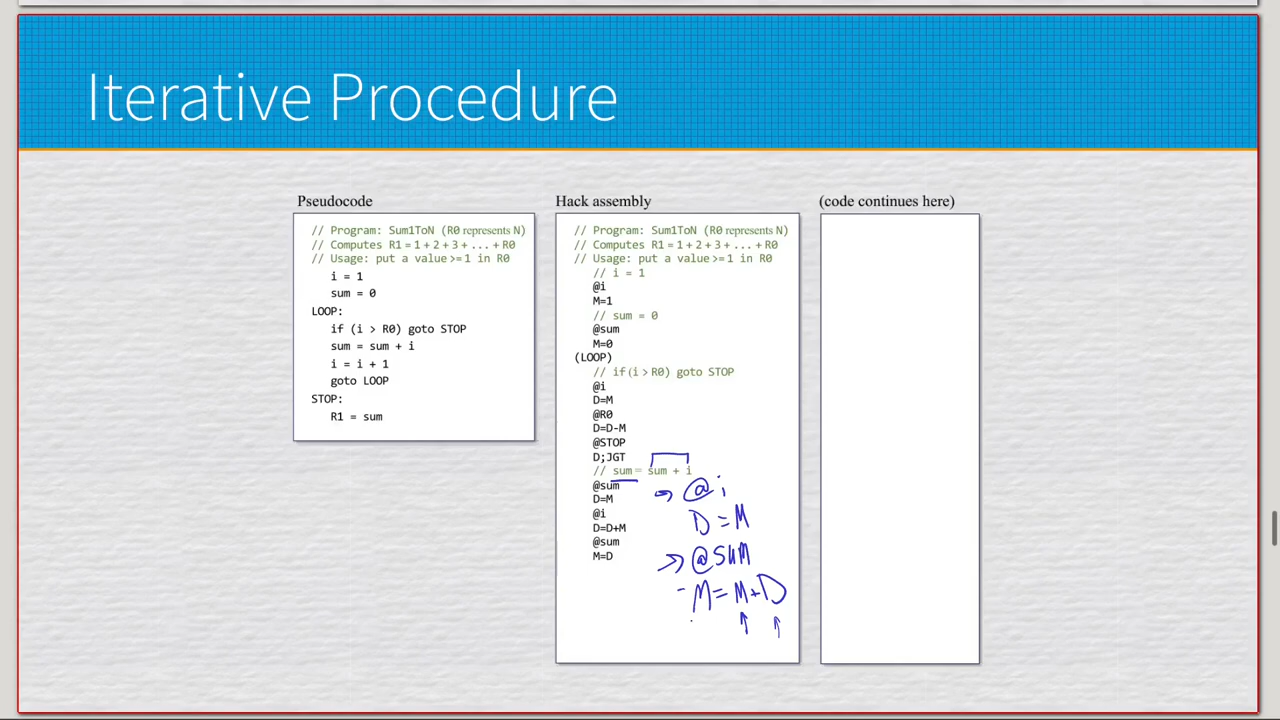 Iterative Procedure
Pseudocode
// Program: Sum1ToN (R0 represents N)
// Computes R1 = 1 + 2 + 3 + ... + R0
// Usage: put a value >= 1 in R0
i = 1
sum = 0
LOOP:
if (i > R0) goto STOP
sum = sum + i
i = i + 1
goto LOOP
STOP:
R1 = sum
Hack assembly
// Program: Sum1ToN (R0 represents N)
// Computes R1 = 1 + 2 + 3 + ... + R0
// Usage: put a value >= 1 in R0
// i = 1
@i
M=1
// sum = 0
@sum
M=0
(LOOP)
// if (i > R0) goto STOP
@i
D=M
@R0
D=D-M
@STOP
D;JGT
// sum = sum + i
@sum
D=M
@i
D=D+M
@sum
M=D
@i
D=M
@SUM
M=M+D
(code continues here)